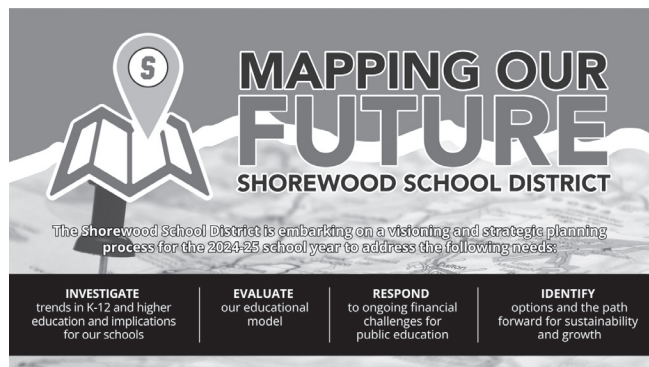 S
MAPPING OUR
FUTURE
SHOREWOOD SCHOOL DISTRICT
The Shorewood School District is embarking on a visioning and strategic planning
process for the 2024-25 school year to address the following needs:
INVESTIGATE
trends in K-12 and higher
education and implications
for our schools
EVALUATE
our educational
model
RESPOND
to ongoing financial
challenges for
public education
IDENTIFY
options and the path
forward for sustainability
and growth